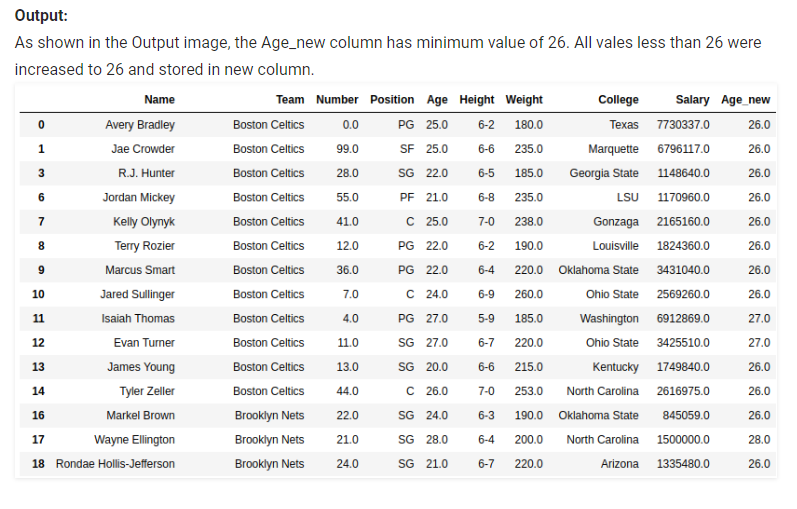 Output:
As shown in the Output image, the Age_new column has minimum value of 26. All vales less than 26 were
increased to 26 and stored in new column.
Name Team Number Position Age Height Weight College Salary Age_new
0 Avery Bradley Boston Celtics 0.0 PG 25.0 6-2 180.0 Texas 7730337.0 26.0
1 Jae Crowder Boston Celtics 99.0 SF 25.0 6-6 235.0 Marquette 6796117.0 26.0
3 R.J. Hunter Boston Celtics 28.0 SG 22.0 6-5 185.0 Georgia State 1148640.0 26.0
6 Jordan Mickey Boston Celtics 55.0 PF 21.0 6-8 235.0 LSU 1170960.0 26.0
7 Kelly Olynyk Boston Celtics 41.0 C 25.0 7-0 238.0 Gonzaga 2165160.0 26.0
8 Terry Rozier Boston Celtics 12.0 PG 22.0 6-2 190.0 Louisville 1824360.0 26.0
9 Marcus Smart Boston Celtics 36.0 PG 22.0 6-4 220.0 Oklahoma State 3431040.0 26.0
10 Jared Sullinger Boston Celtics 7.0 C 24.0 6-9 260.0 Ohio State 2569260.0 26.0
11 Isaiah Thomas Boston Celtics 4.0 PG 27.0 5-9 185.0 Washington 6912869.0 27.0
12 Evan Turner Boston Celtics 11.0 SG 27.0 6-7 220.0 Ohio State 3425510.0 27.0
13 James Young Boston Celtics 13.0 SG 20.0 6-6 215.0 Kentucky 1749840.0 26.0
14 Tyler Zeller Boston Celtics 44.0 C 26.0 7-0 253.0 North Carolina 2616975.0 26.0
16 Markel Brown Brooklyn Nets 22.0 SG 24.0 6-3 190.0 Oklahoma State 845059.0 26.0
17 Wayne Ellington Brooklyn Nets 21.0 SG 28.0 6-4 200.0 North Carolina 1500000.0 28.0
18 Rondae Hollis-Jefferson Brooklyn Nets 24.0 SG 21.0 6-7 220.0 Arizona 1335480.0 26.0